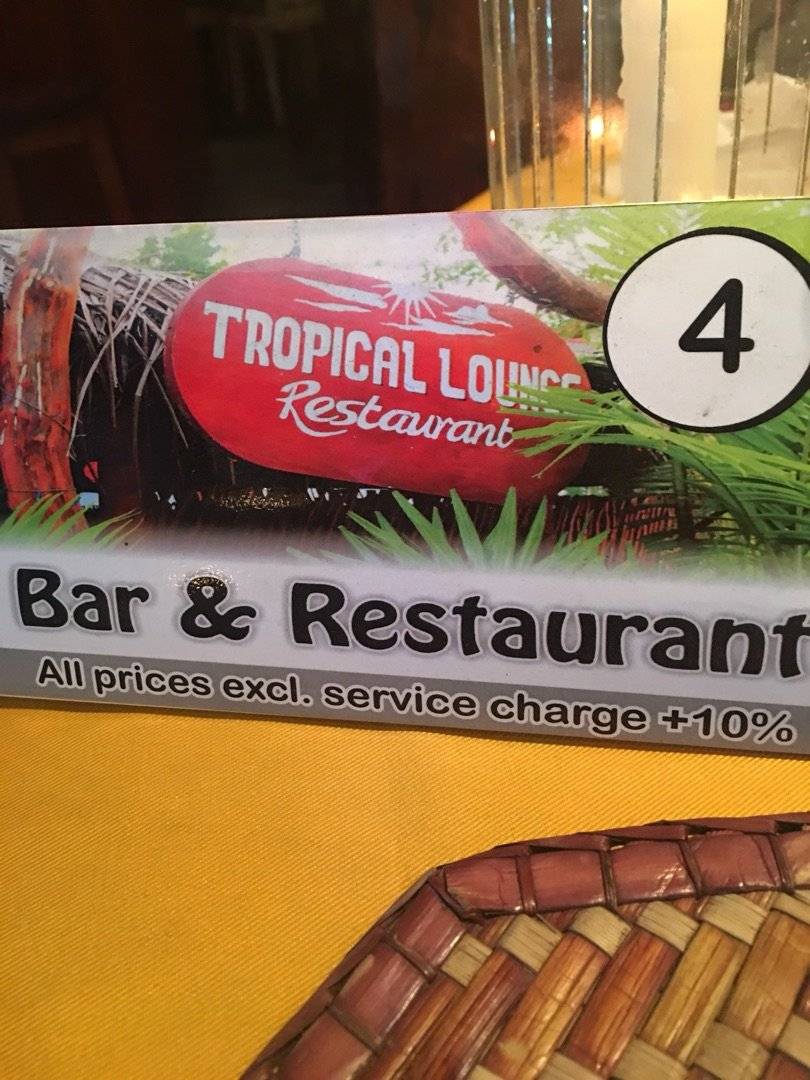 TROPICAL LOUNGE
Restaurant
4
Bar & Restaurant
All prices excl. service charge +10%